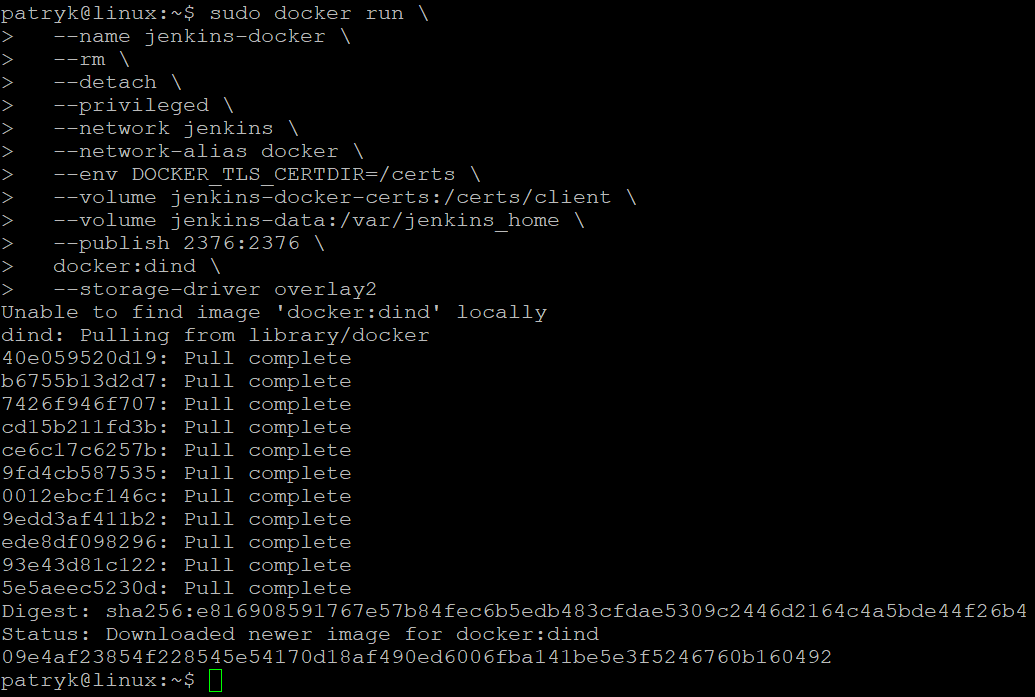 patryk@linux:~$ sudo docker run \
>   --name jenkins-docker \
>   --rm \
>   --detach \
>   --privileged \
>   --network jenkins \
>   --network-alias docker \
>   --env DOCKER_TLS_CERTDIR=/certs \
>   --volume jenkins-docker-certs:/certs/client \
>   --volume jenkins-data:/var/jenkins_home \
>   --publish 2376:2376 \
>   docker:dind \
>   --storage-driver overlay2
Unable to find image 'docker:dind' locally
dind: Pulling from library/docker
40e059520d19: Pull complete
b6755b13d2d7: Pull complete
7426f946f707: Pull complete
cd15b211fd3b: Pull complete
ce6c17c6257b: Pull complete
9fd4cb587535: Pull complete
0012ebcf146c: Pull complete
9edd3af411b2: Pull complete
ede8df098296: Pull complete
93e43d81c122: Pull complete
5e5aeec5230d: Pull complete
Digest: sha256:e816908591767e57b84fec6b5edb483cfdae5309c2446d2164c4a5bde44f26b4
Status: Downloaded newer image for docker:dind
09e4af23854f228545e54170d18af490ed6006fba141be5e3f5246760b160492
patryk@linux:~$